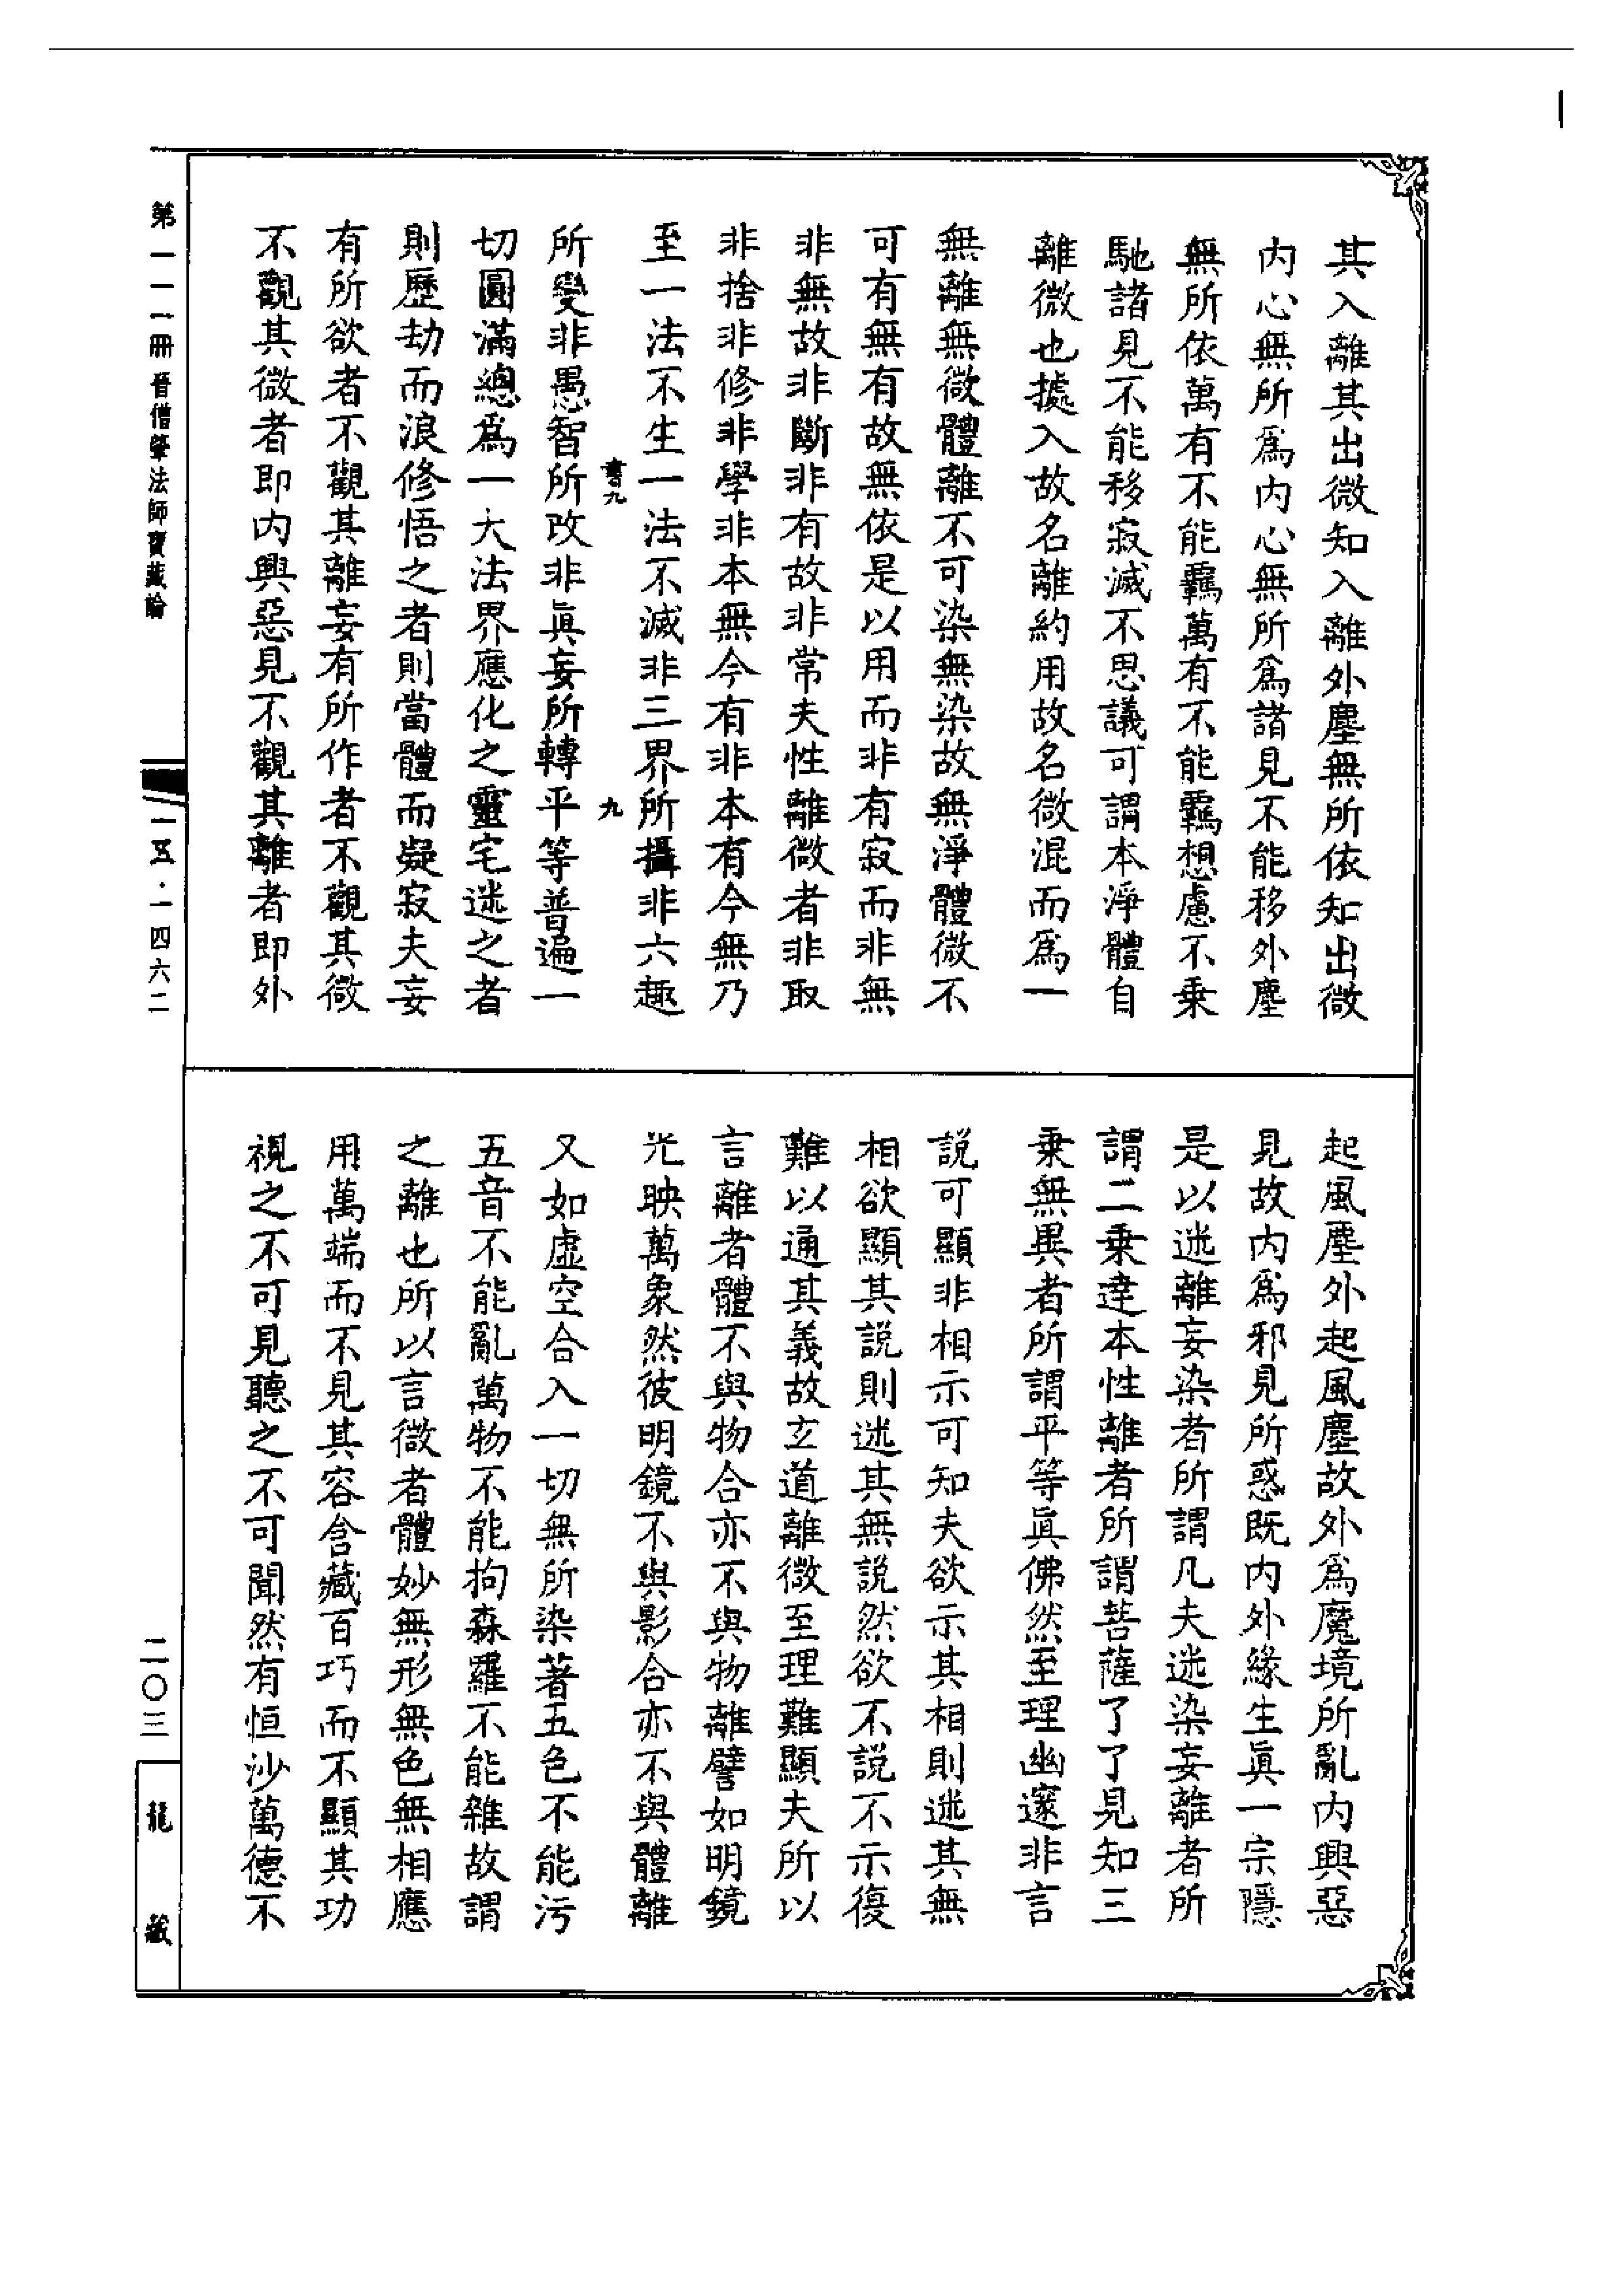 其入離其出微知入離外塵無所依知出微
内心無所爲内心無所爲諸見不能移外塵
無所依萬有不能羈萬有不能羈想慮不乗
馳諸見不能移寂滅不思議可謂本淨體自
離微也據入故名離約用故名微混而爲一
無離無微體離不可染無染故無淨體微不
可有無有故無依是以用而非有寂而非無
非無故非斷非有故非常夫性離微者非取
非捨非修非學非本無今有非本有今無乃
至一法不生一法不滅非三界所攝非六趣
書九
九
所變非愚智所改非眞妄所轉平等普遍一
切圓滿總爲一大法界應化之靈宅迷之者
則歷劫而浪修悟之者則當體而凝寂夫妄
有所欲者不觀其離妄有所作者不觀其微
不觀其微者即内興惡見不觀其離者即外
起風塵外起風塵故外爲魔境所亂内興惡
見故内爲邪見所惑既内外緣生眞一宗隱
是以迷離妄染者所謂凡夫迷染妄離者所
謂二乗達本性離者所謂菩薩了了見知三
乗無異者所謂平等眞佛然至理幽邃非言
説可顯非相示可知夫欲示其相則迷其無
相欲顯其説則迷其無説然欲不説不示復
難以通其義故玄道離微至理難顯夫所以
言離者體不與物合亦不與物離譬如明鏡
光映萬象然彼明鏡不與影合亦不與體離
又如虚空合入一切無所染著五色不能污
五音不能亂萬物不能拘森羅不能雜故謂
之離也所以言微者體妙無形無色無相應
用萬端而不見其容含藏百巧而不顯其功
視之不可見聽之不可聞然有恒沙萬德不
第一一一冊 晉僧肇法師寶藏論
一五·一四六二
二〇三
龍藏